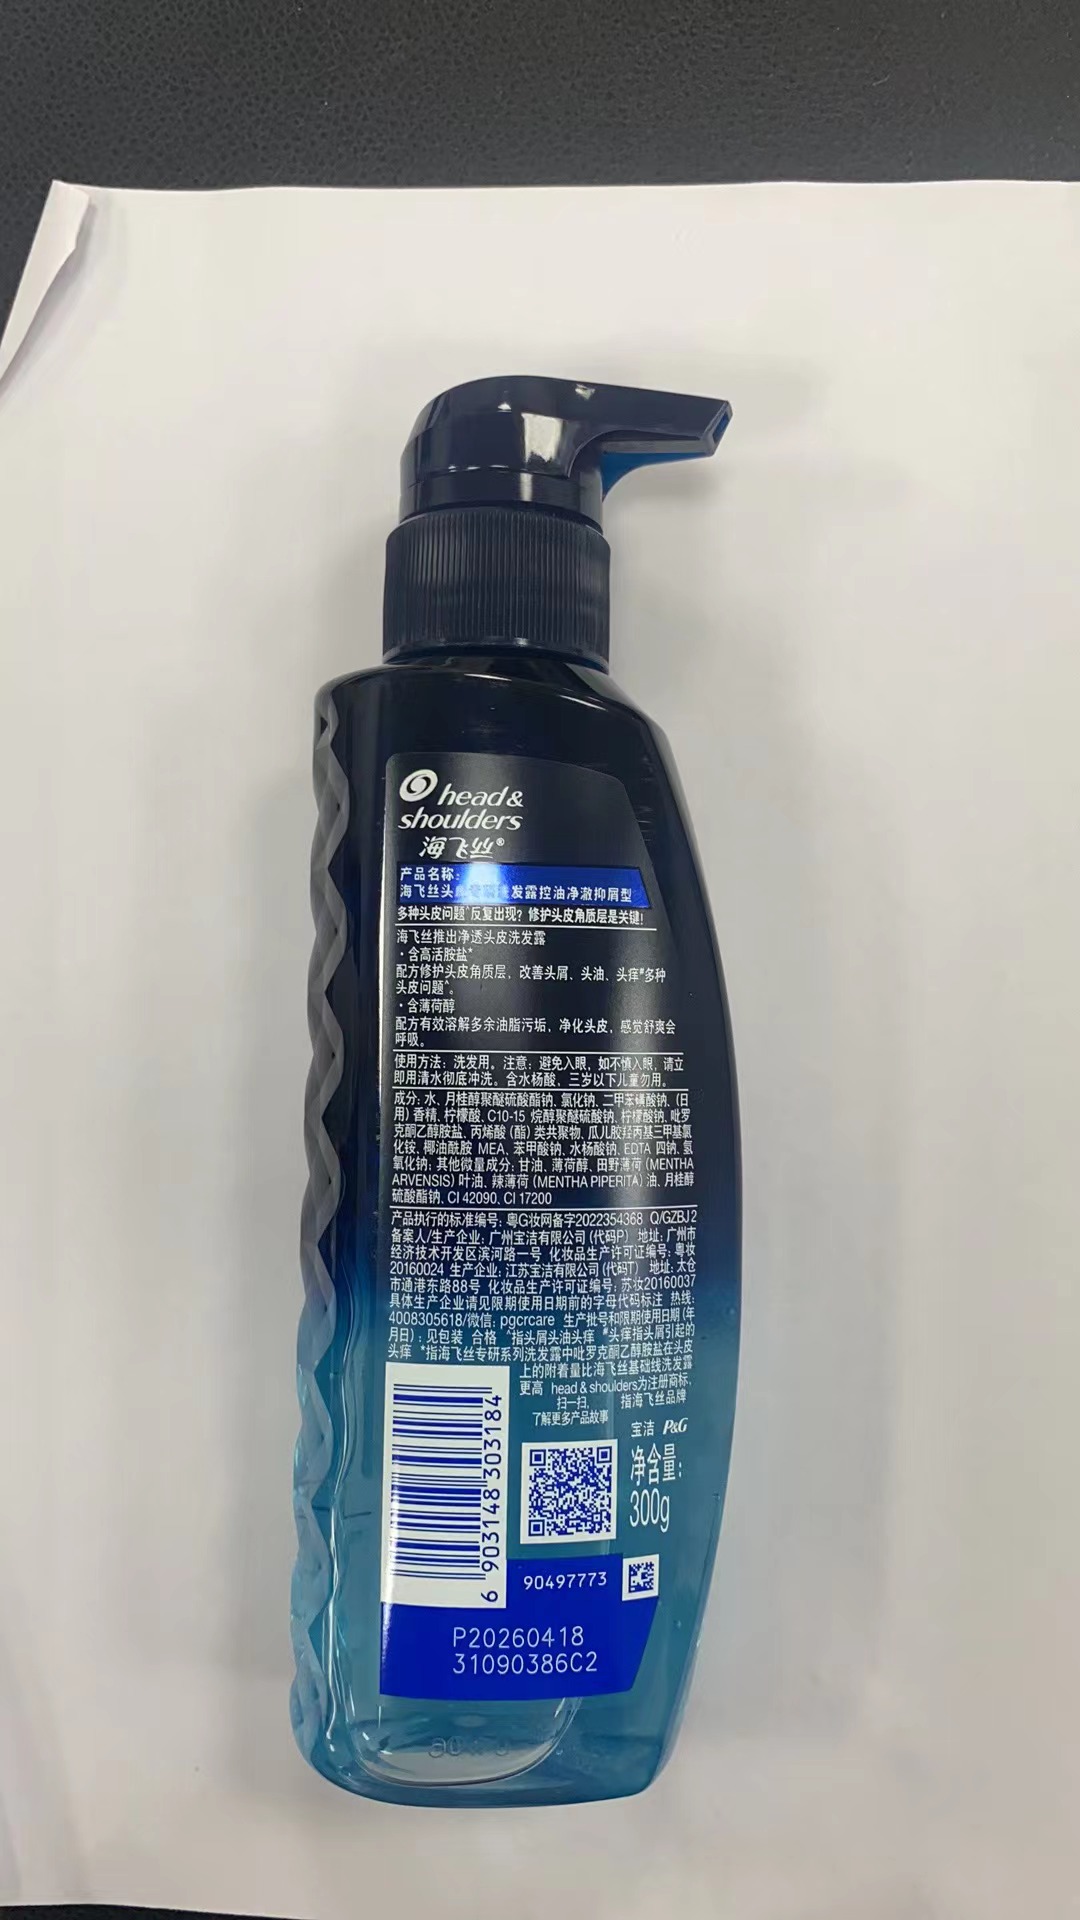 head &
shoulders
海飞丝®
产品名称:
海飞丝头 发露控油净澈抑屑型
多种头皮问题^反复出现？修护头皮角质层是关键！
海飞丝推出净透头皮洗发露
·含高活胺盐*
配方修护头皮角质层，改善头屑、头油、头痒#多种
头皮问题^。
·含薄荷醇
配方有效溶解多余油脂污垢，净化头皮，感觉舒爽会
呼吸。
使用方法：洗发用。注意：避免入眼，如不慎入眼，请立
即用清水彻底冲洗。含水杨酸，三岁以下儿童勿用。
成分：水、月桂醇聚醚硫酸酯钠、氯化钠、二甲苯磺酸钠、(日
用) 香精、柠檬酸、C10-15 烷醇聚醚硫酸钠、柠檬酸钠、吡罗
克酮乙醇胺盐、丙烯酸 (酯) 类共聚物、瓜儿胶羟丙基三甲基氯
化铵、椰油酰胺 MEA、苯甲酸钠、水杨酸钠、EDTA 四钠、氢
氧化钠；其他微量成分：甘油、薄荷醇、田野薄荷 (MENTHA
ARVENSIS) 叶油、辣薄荷 (MENTHA PIPERITA) 油、月桂醇
硫酸酯钠、CI 42090、CI 17200
产品执行的标准编号：粤G妆网备字2022354368 Q/GZBJ 2
备案人/生产企业：广州宝洁有限公司 (代码P) 地址：广州市
经济技术开发区滨河路一号 化妆品生产许可证编号：粤妆
20160024 生产企业：江苏宝洁有限公司 (代码T) 地址：太仓
市通港东路88号 化妆品生产许可证编号：苏妆20160037
具体生产企业请见限期使用日期前的字母代码标注 热线：
4008305618/微信：pgcrcare 生产批号和限期使用日期 (年
月日)：见包装 合格 ^指头屑头油头痒 #头痒指头屑引起的
头痒 *指海飞丝专研系列洗发露中吡罗克酮乙醇胺盐在头皮
上的附着量比海飞丝基础线洗发露
更高 head & shoulders为注册商标，
扫一扫， 指海飞丝品牌
了解更多产品故事
宝洁 P&G
净含量：
300g
6 903148 303184
90497773
P20260418
31090386C2